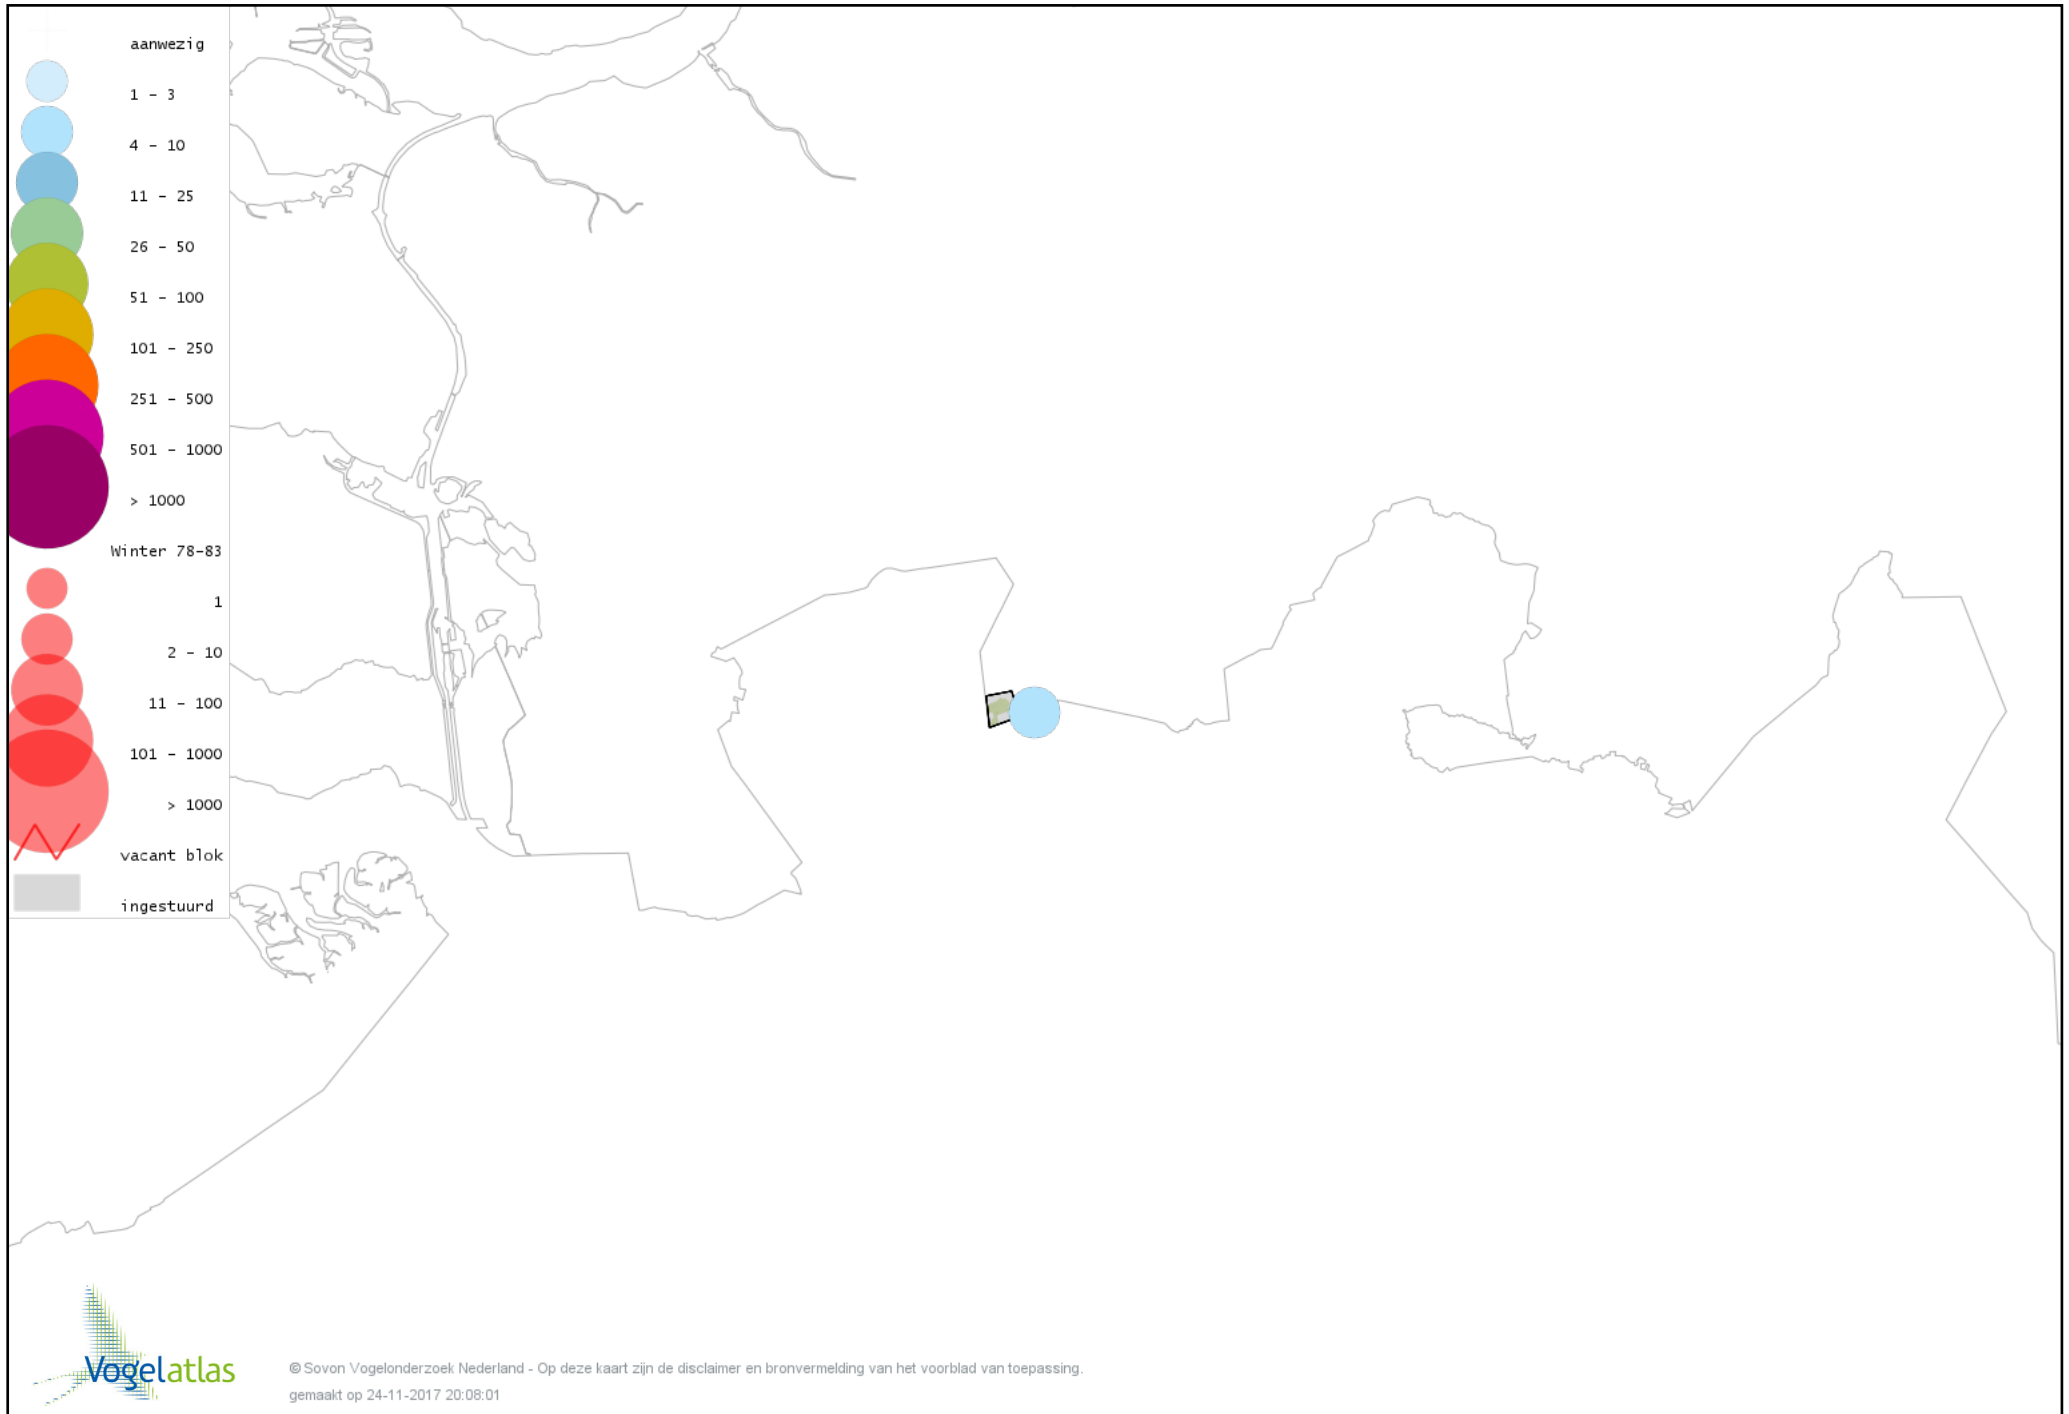 aanwezig
1 - 3
4 - 10
11 - 25
26 - 50
51 - 100
101 - 250
251 - 500
501 - 1000
> 1000
Winter 78-83
1
2 - 10
11 - 100
101 - 1000
> 1000
vacant blok
ingestuurd
Vogelatlas
© Sovon Vogelonderzoek Nederland - Op deze kaart zijn de disclaimer en bronvermelding van het voorblad van toepassing.
gemaakt op 24-11-2017 20:08:01